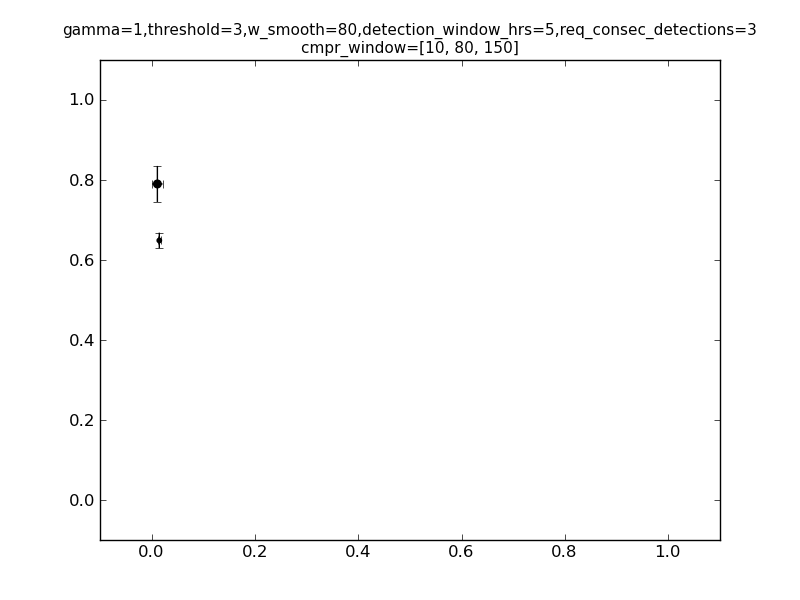 gamma=1,threshold=3,w_smooth=80,detection_window_hrs=5,req_consec_detections=3
cmpr_window=[10, 80, 150]
1.0
0.8
0.6
0.4
0.2
0.0
0.0 0.2 0.4 0.6 0.8 1.0